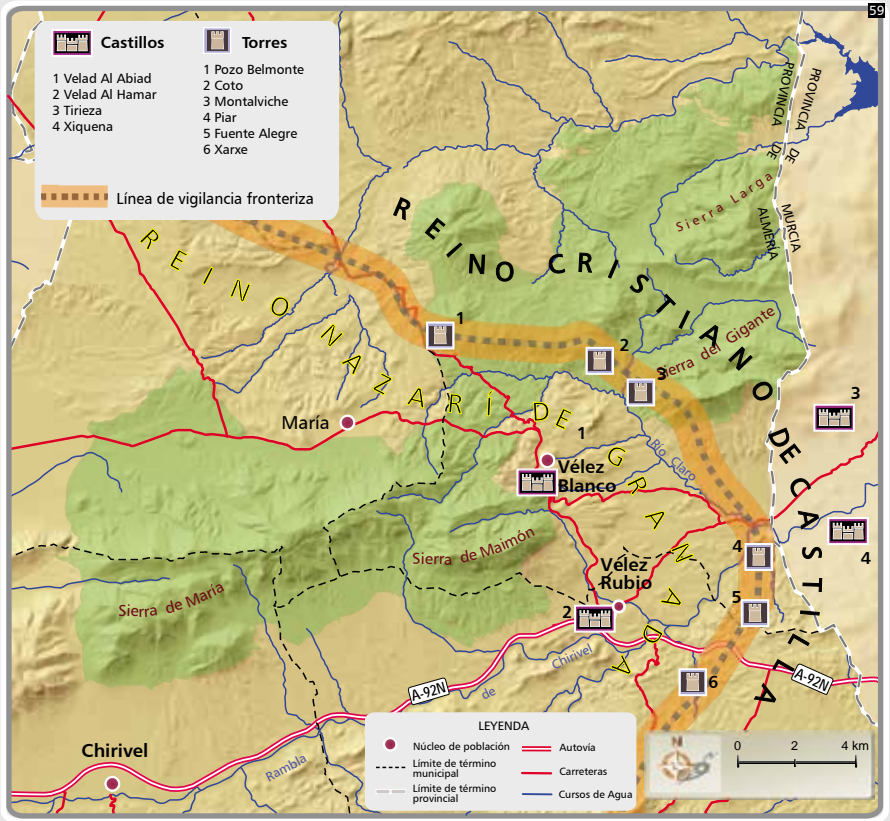 59
Castillos
1 Velad Al Abiad
2 Velad Al Hamar
3 Tirieza
4 Xiquena
Torres
1 Pozo Belmonte
2 Coto
3 Montalviche
4 Piar
5 Fuente Alegre
6 Xarxe
Línea de vigilancia fronteriza
PROVINCIA DE ALMERÍA
PROVINCIA DE MURCIA
REINO CRISTIANO DE CASTILLA
REINO NAZARÍ DE GRANADA
Sierra Larga
Sierra del Gigante
1
2
3
3
María
1
Vélez
Blanco
Río Claro
4
4
Sierra de Maimón
Vélez
Rubio
Sierra de María
2
5
6
Chirivel
de
Rambla
A-92N
A-92N
Chirivel
LEYENDA
Núcleo de población
Límite de término
municipal
Límite de término
provincial
Autovía
Carreteras
Cursos de Agua
N
0 2 4 km